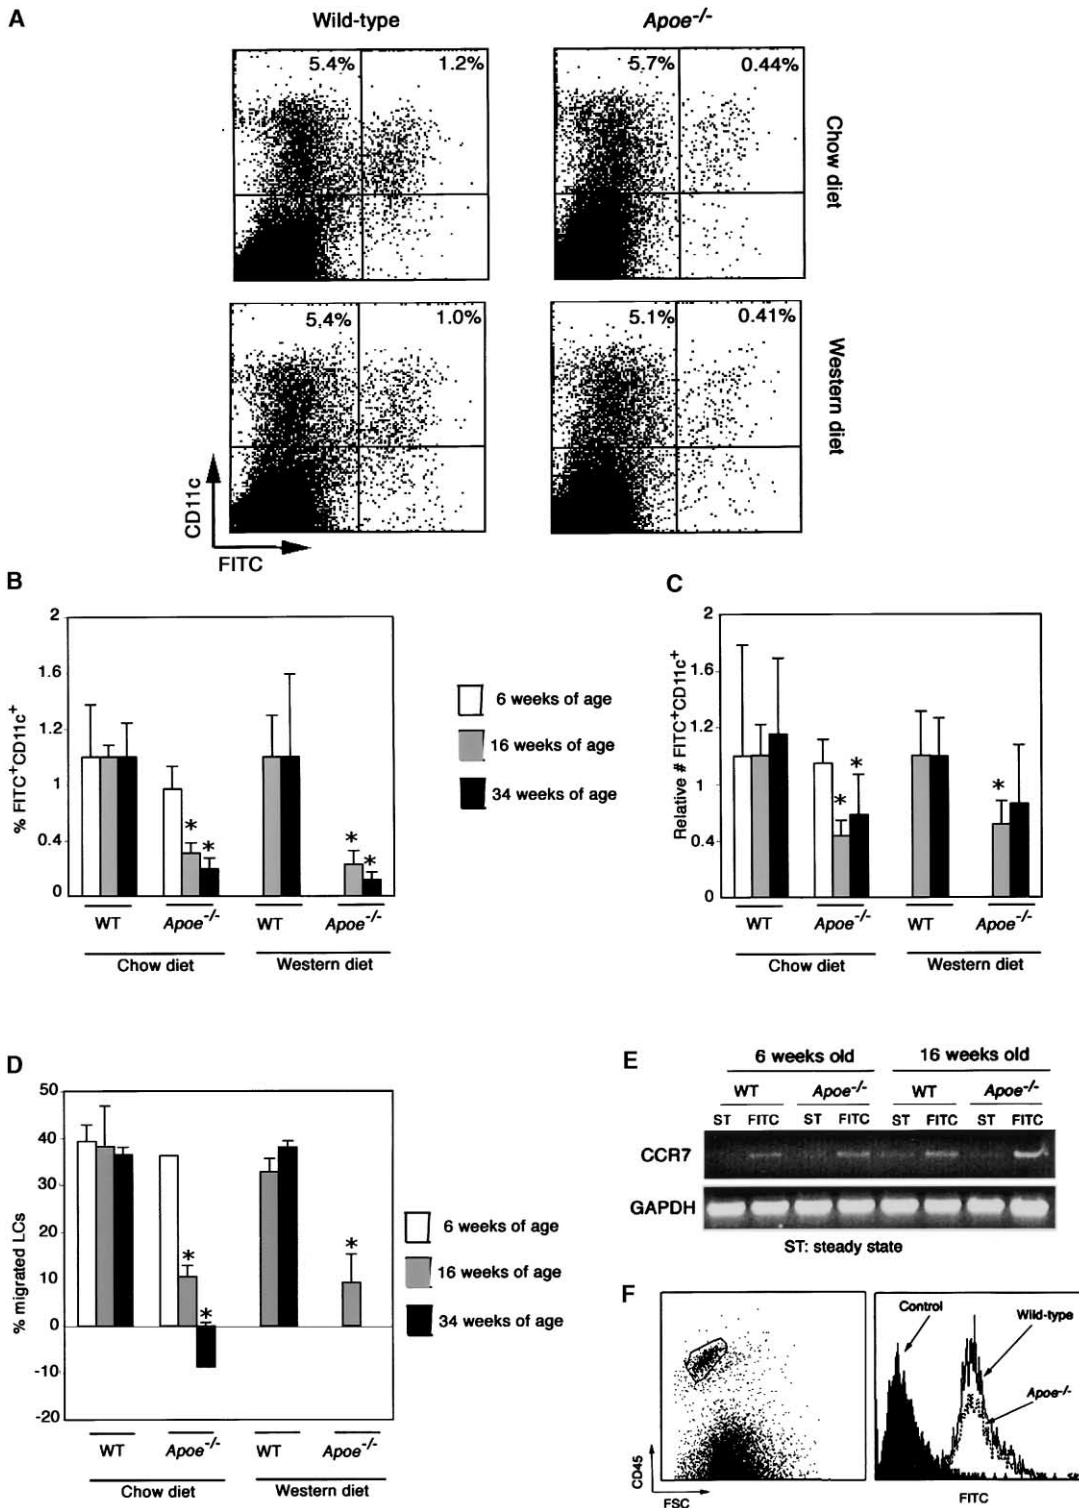 A
Wild-type
Apoe-/-
5.4%
1.2%
5.7%
0.44%
Chow diet
5.4%
1.0%
5.1%
0.41%
Western diet
CD11c
FITC
B
% FITC+CD11c+
2
1.6
1.2
1
0.4
0
WT
Apoe-/-
WT
Apoe-/-
Chow diet
Western diet
6 weeks of age
16 weeks of age
34 weeks of age
*
*
*
*
C
Relative # FITC+CD11c+
2
1.6
1.2
1
0.4
0
*
*
*
WT
Apoe-/-
WT
Apoe-/-
Chow diet
Western diet
D
% migrated LCs
50
40
30
20
10
0
-10
-20
*
*
*
WT
Apoe-/-
WT
Apoe-/-
Chow diet
Western diet
6 weeks of age
16 weeks of age
34 weeks of age
E
6 weeks old
16 weeks old
WT
Apoe-/-
WT
Apoe-/-
ST FITC ST FITC ST FITC ST FITC
CCR7
GAPDH
ST: steady state
F
CD45
FSC
Control
Wild-type
Apoe-/-
FITC